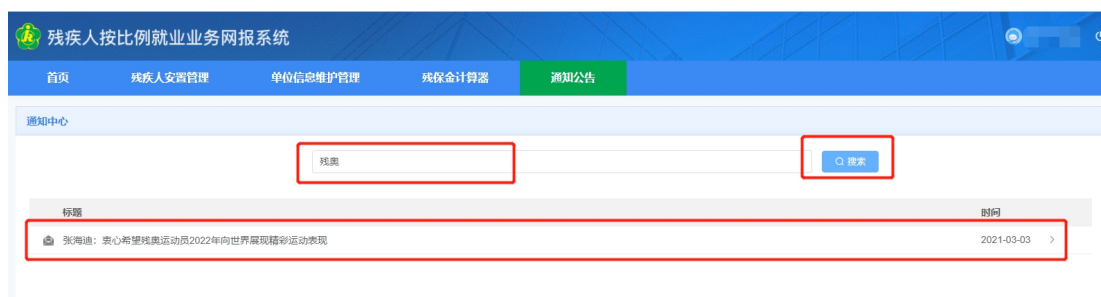 残疾人按比例就业业务网报系统
首页 残疾人安置管理 单位信息维护管理 残保金计算器 通知公告
通知中心
残奥 搜索
标题 时间
张海迪：衷心希望残奥运动员2022年向世界展现精彩运动表现 2021-03-03